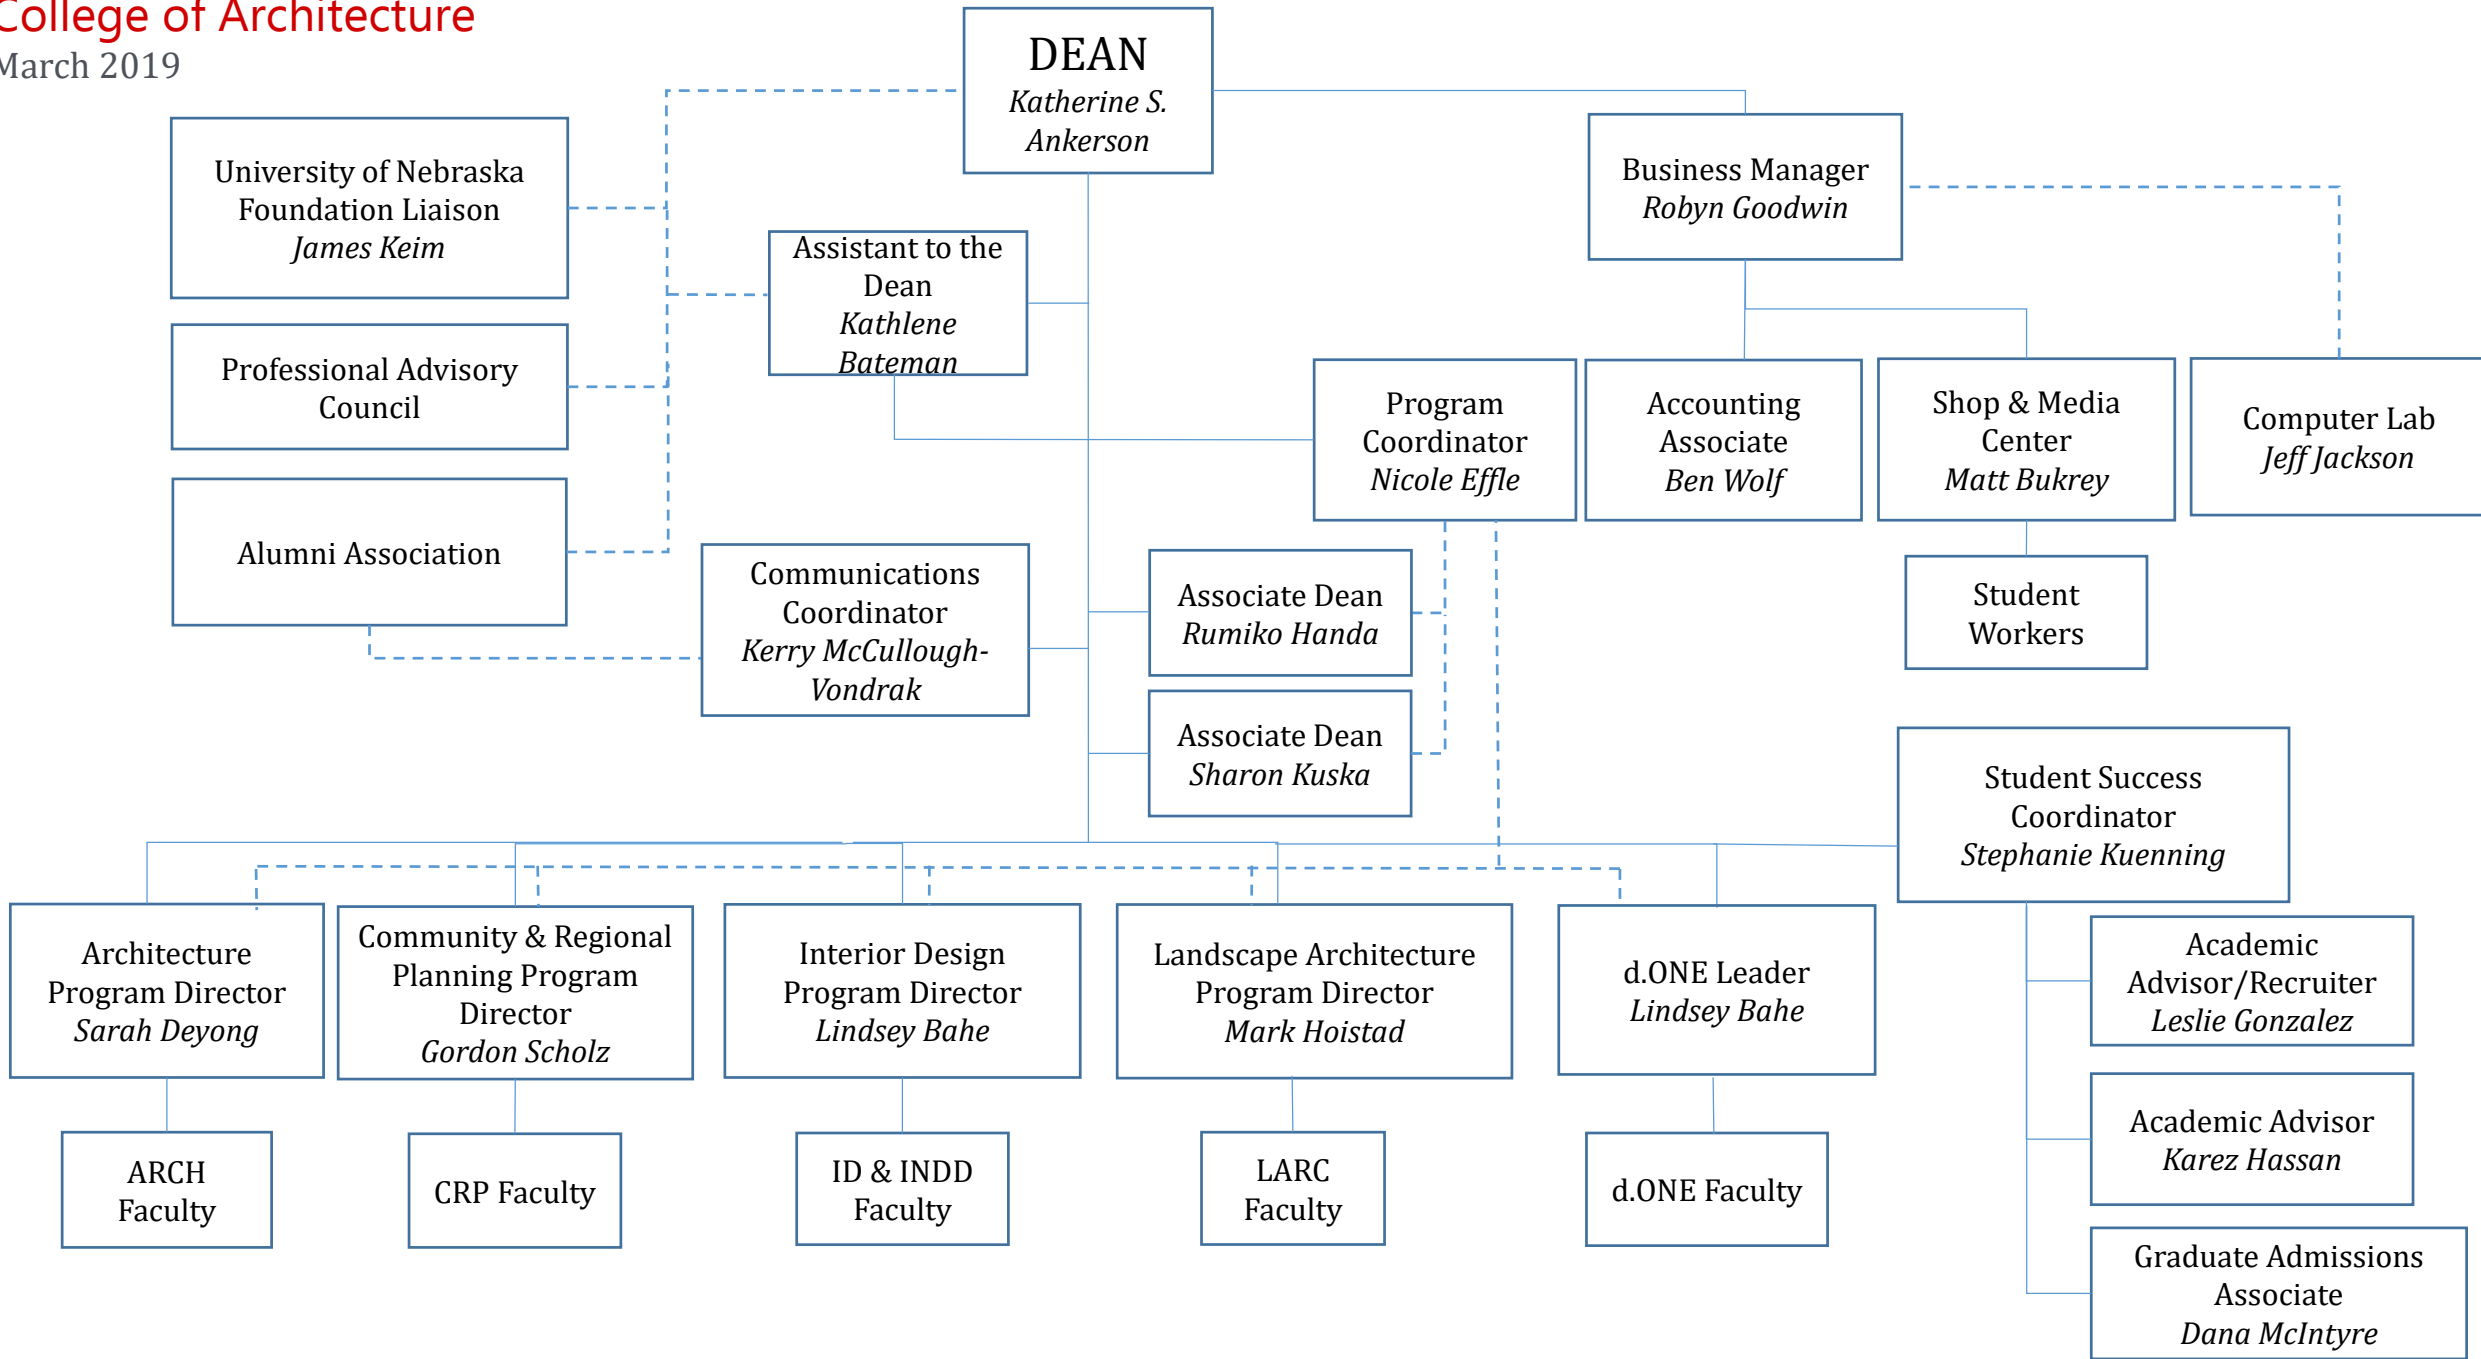 College of Architecture
March 2019
DEAN
Katherine S.
Ankerson
University of Nebraska
Foundation Liaison
James Keim
Business Manager
Robyn Goodwin
Assistant to the
Dean
Kathlene
Bateman
Professional Advisory
Council
Program
Coordinator
Nicole Effle
Accounting
Associate
Ben Wolf
Shop & Media
Center
Matt Bukrey
Computer Lab
Jeff Jackson
Alumni Association
Communications
Coordinator
Kerry McCullough-
Vondrak
Associate Dean
Rumiko Handa
Student
Workers
Associate Dean
Sharon Kuska
Student Success
Coordinator
Stephanie Kuenning
Architecture
Program Director
Sarah Deyong
Community & Regional
Planning Program
Director
Gordon Scholz
Interior Design
Program Director
Lindsey Bahe
Landscape Architecture
Program Director
Mark Hoistad
d.ONE Leader
Lindsey Bahe
Academic
Advisor/Recruiter
Leslie Gonzalez
Academic Advisor
Karez Hassan
ARCH
Faculty
CRP Faculty
ID & INDD
Faculty
LARC
Faculty
d.ONE Faculty
Graduate Admissions
Associate
Dana McIntyre